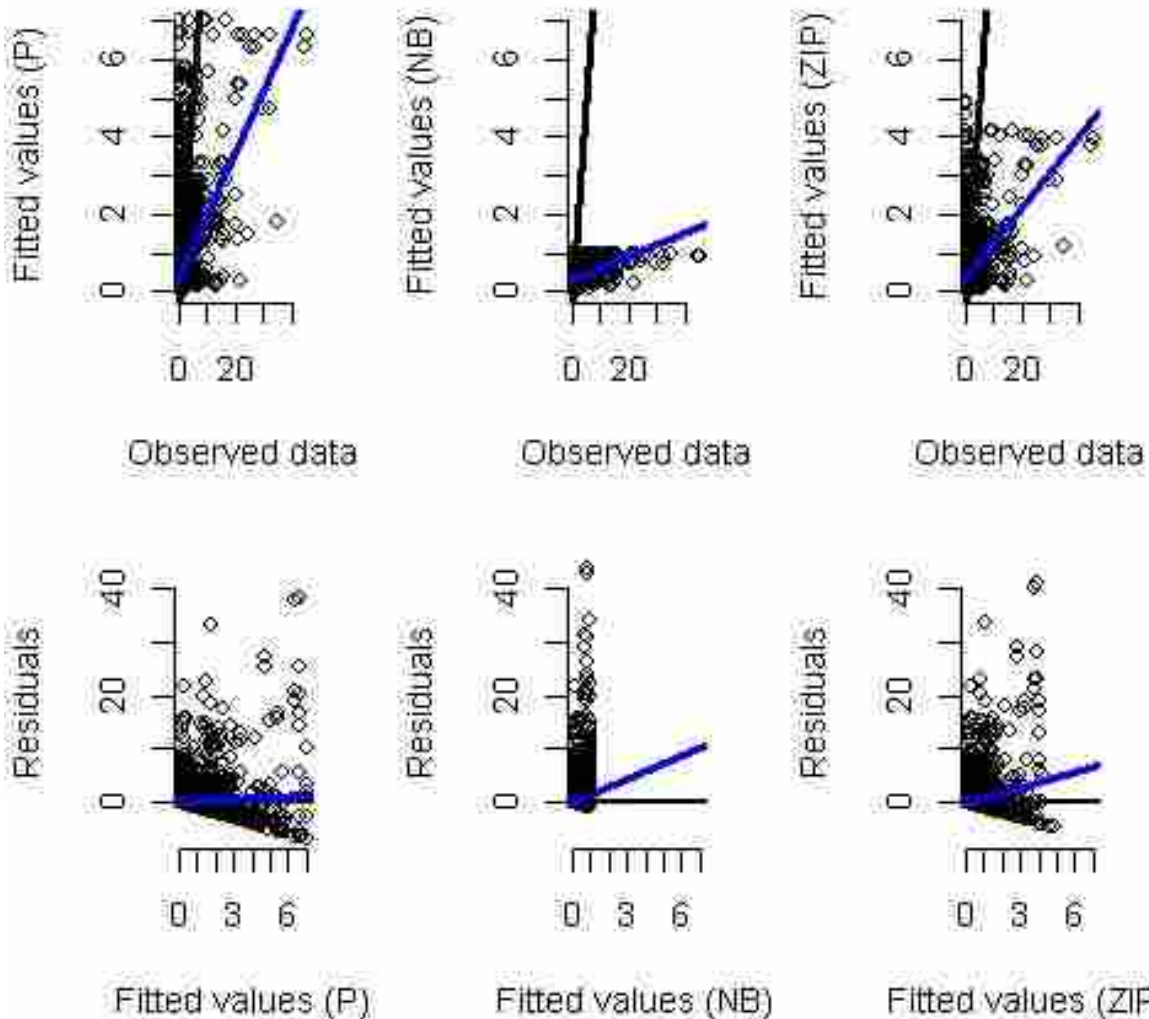 Fitted values (P)
6
4
2
0
0 20
Observed data
Fitted values (NB)
6
4
2
0
0 20
Observed data
Fitted values (ZIP)
6
4
2
0
0 20
Observed data
Residuals
40
20
0
0 3 6
Fitted values (P)
Residuals
40
20
0
0 3 6
Fitted values (NB)
Residuals
40
20
0
0 3 6
Fitted values (ZIP